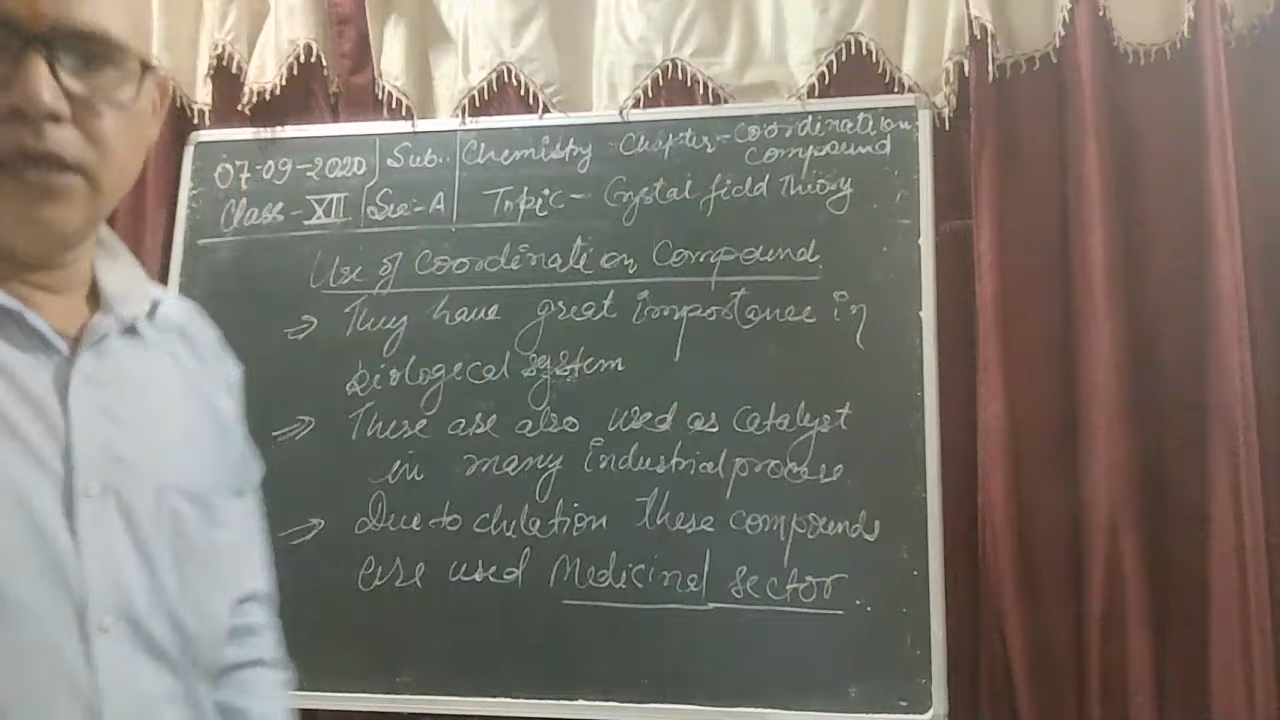 07-09-2020 Sub.. Chemistry Chapter - Coordination
compound
Class - XII Sec - A Topic - Crystal field Theory
Use of Coordination Compound
⇒ They have great importance in
biological system
⇒ These are also used as catalyst
in many industrial process
⇒ Due to chelation these compounds
are used Medicinal sector..